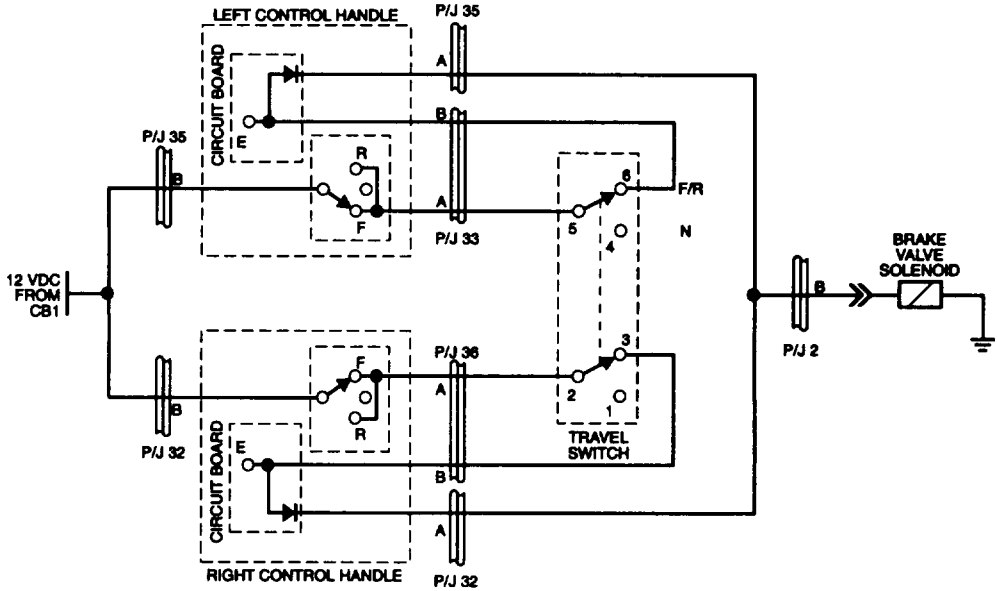 LEFT CONTROL HANDLE
P/J 35
CIRCUIT BOARD
A
E
B
P/J 35
B
R
F
A
P/J 33
6
F/R
5
4
N
12 VDC
FROM
CB1
BRAKE
VALVE
SOLENOID
B
P/J 2
P/J 36
3
F
A
2
1
R
B
P/J 32
TRAVEL
SWITCH
CIRCUIT BOARD
E
B
A
RIGHT CONTROL HANDLE
P/J 32